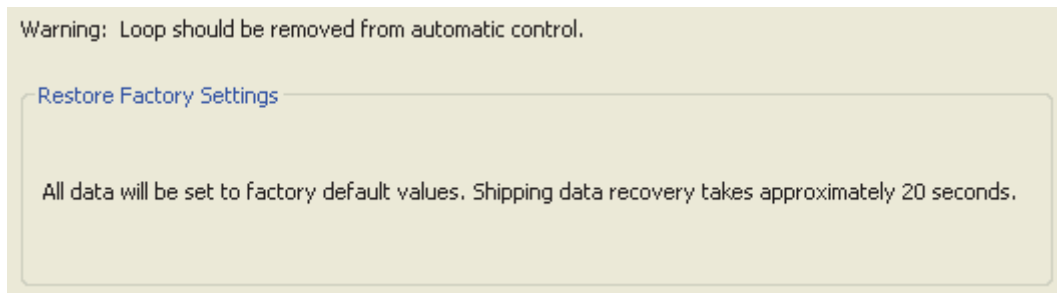 Warning:  Loop should be removed from automatic control.
Restore Factory Settings
All data will be set to factory default values. Shipping data recovery takes approximately 20 seconds.